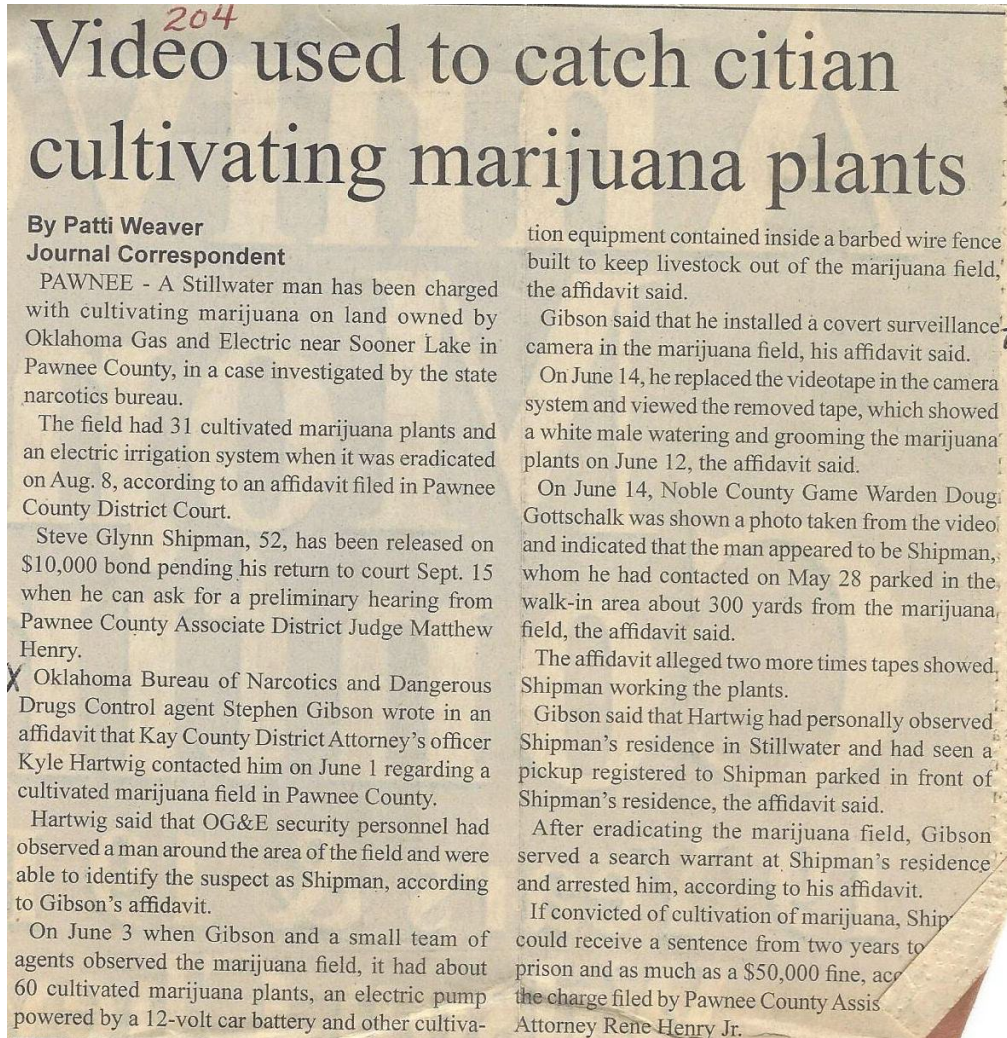 204
Video used to catch citian
cultivating marijuana plants
By Patti Weaver
Journal Correspondent
PAWNEE - A Stillwater man has been charged
with cultivating marijuana on land owned by
Oklahoma Gas and Electric near Sooner Lake in
Pawnee County, in a case investigated by the state
narcotics bureau.
The field had 31 cultivated marijuana plants and
an electric irrigation system when it was eradicated
on Aug. 8, according to an affidavit filed in Pawnee
County District Court.
Steve Glynn Shipman, 52, has been released on
$10,000 bond pending his return to court Sept. 15
when he can ask for a preliminary hearing from
Pawnee County Associate District Judge Matthew
Henry.
X Oklahoma Bureau of Narcotics and Dangerous
Drugs Control agent Stephen Gibson wrote in an
affidavit that Kay County District Attorney's officer
Kyle Hartwig contacted him on June 1 regarding a
cultivated marijuana field in Pawnee County.
Hartwig said that OG&E security personnel had
observed a man around the area of the field and were
able to identify the suspect as Shipman, according
to Gibson's affidavit.
On June 3 when Gibson and a small team of
agents observed the marijuana field, it had about
60 cultivated marijuana plants, an electric pump
powered by a 12-volt car battery and other cultiva-
tion equipment contained inside a barbed wire fence
built to keep livestock out of the marijuana field,
the affidavit said.
Gibson said that he installed a covert surveillance
camera in the marijuana field, his affidavit said.
On June 14, he replaced the videotape in the camera
system and viewed the removed tape, which showed
a white male watering and grooming the marijuana
plants on June 12, the affidavit said.
On June 14, Noble County Game Warden Doug
Gottschalk was shown a photo taken from the video
and indicated that the man appeared to be Shipman,
whom he had contacted on May 28 parked in the
walk-in area about 300 yards from the marijuana
field, the affidavit said.
The affidavit alleged two more times tapes showed
Shipman working the plants.
Gibson said that Hartwig had personally observed
Shipman's residence in Stillwater and had seen a
pickup registered to Shipman parked in front of
Shipman's residence, the affidavit said.
After eradicating the marijuana field, Gibson
served a search warrant at Shipman's residence
and arrested him, according to his affidavit.
If convicted of cultivation of marijuana,
could receive a sentence from two years to
prison and as much as a $50,000 fine,
the charge filed by Pawnee County
Attorney Rene Henry Jr.